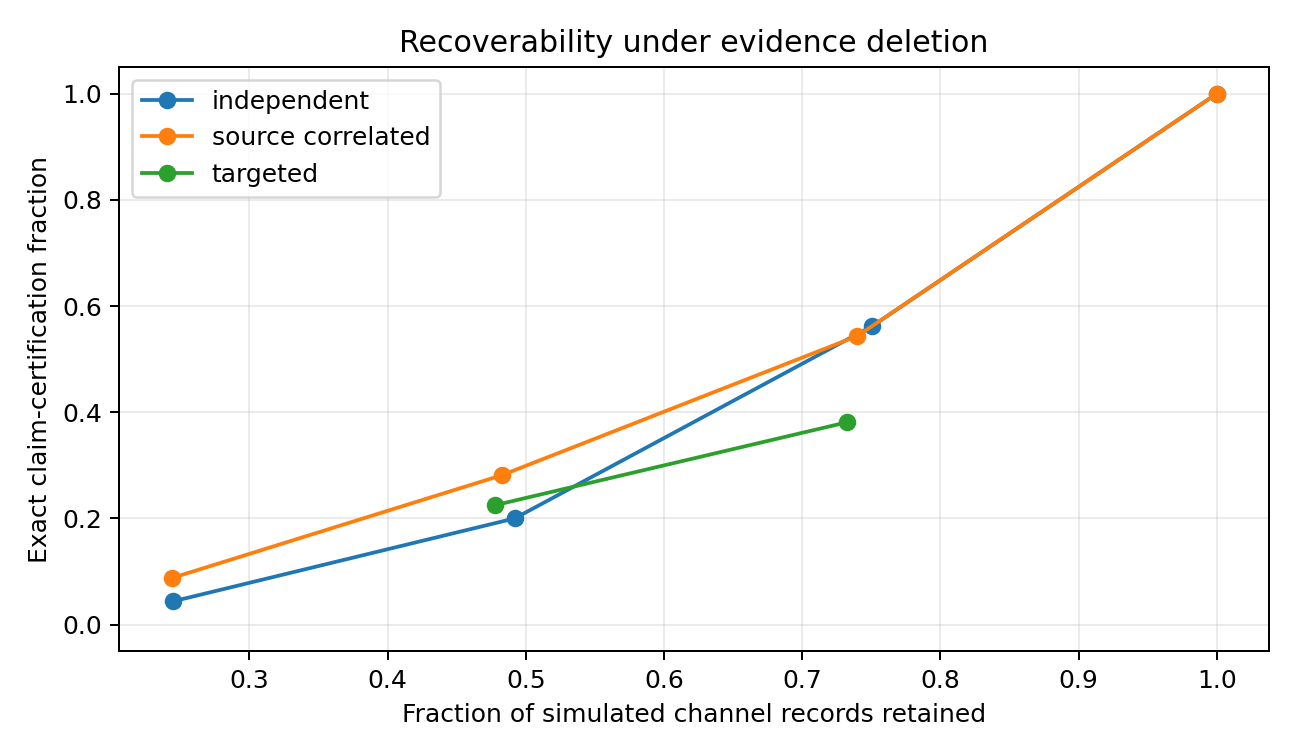 Recoverability under evidence deletion
independent
source correlated
targeted
Exact claim-certification fraction
1.0
0.8
0.6
0.4
0.2
0.0
0.3 0.4 0.5 0.6 0.7 0.8 0.9 1.0
Fraction of simulated channel records retained